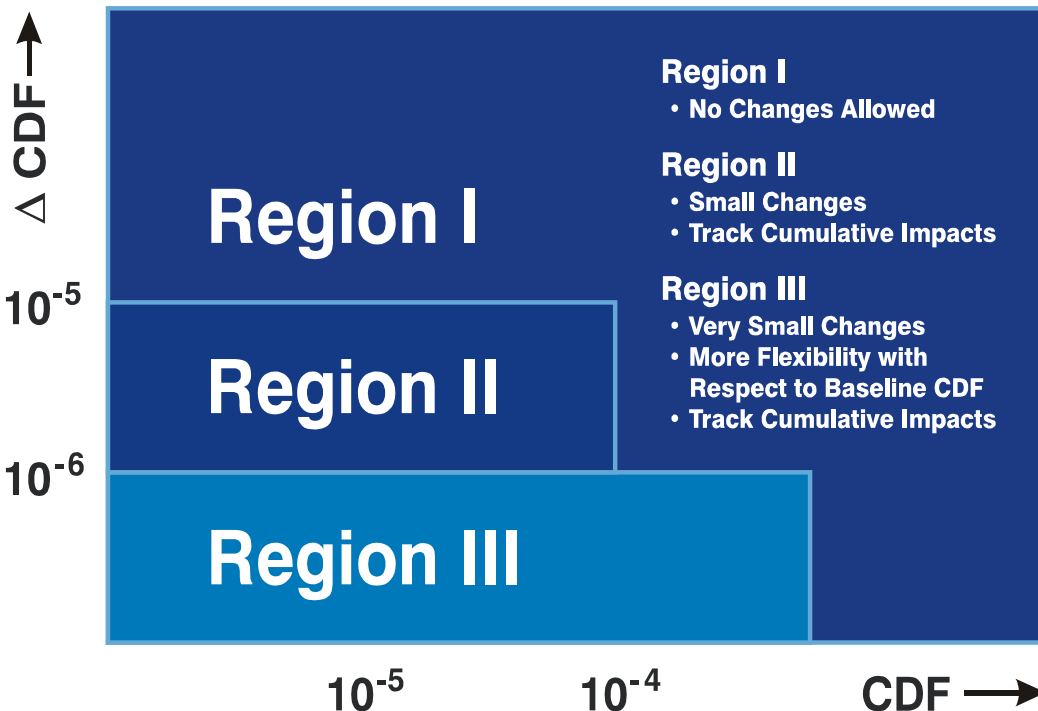 Δ CDF
Region I
• No Changes Allowed
Region II
• Small Changes
• Track Cumulative Impacts
Region III
• Very Small Changes
• More Flexibility with
Respect to Baseline CDF
• Track Cumulative Impacts
Region I
10⁻⁵
Region II
10⁻⁶
Region III
10⁻⁵
10⁻⁴
CDF